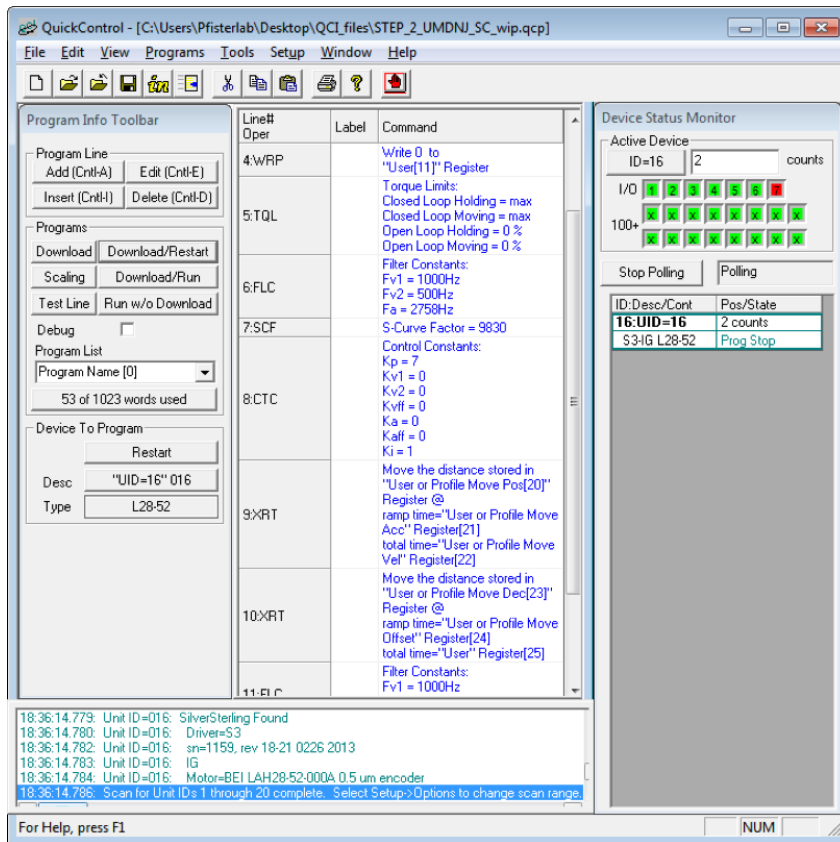 QuickControl - [C:\Users\Pfisterlab\Desktop\QCI_files\STEP_2_UMDNJ_SC_wip.qcp]
File Edit View Programs Tools Setup Window Help
Program Info Toolbar
Program Line
Add (Cntl-A) Edit (Cntl-E)
Insert (Cntl-I) Delete (Cntl-D)
Programs
Download Download/Restart
Scaling Download/Run
Test Line Run w/o Download
Debug
Program List
Program Name [0]
53 of 1023 words used
Device To Program
Restart
Desc "UID=16" 016
Type L28-52
Line#
Oper Label Command
4:WRP
Write 0 to
"User[11]" Register
5:TQL
Torque Limits:
Closed Loop Holding = max
Closed Loop Moving = max
Open Loop Holding = 0 %
Open Loop Moving = 0 %
6:FLC
Filter Constants:
Fv1 = 1000Hz
Fv2 = 500Hz
Fa = 2758Hz
7:SCF S-Curve Factor = 9830
8:CTC
Control Constants:
Kp = 7
Kv1 = 0
Kv2 = 0
Kvff = 0
Ka = 0
Kaff = 0
Ki = 1
9:XRT
Move the distance stored in
"User or Profile Move Pos[20]"
Register @
ramp time="User or Profile Move
Acc" Register[21]
total time="User or Profile Move
Vel" Register[22]
10:XRT
Move the distance stored in
"User or Profile Move Dec[23]"
Register @
ramp time="User or Profile Move
Offset" Register[24]
total time="User" Register[25]
11:FLC
Filter Constants:
Fv1 = 1000Hz
Device Status Monitor
Active Device
ID=16 2 counts
I/O 1 2 3 4 5 6 7
100+ x x x x x x x x
x x x x x x x x
Stop Polling Polling
ID:Desc/Cont Pos/State
16:UID=16 2 counts
S3-IG L28-52 Prog Stop
18:36:14.779: Unit ID=016: SilverSterling Found
18:36:14.780: Unit ID=016: Driver=S3
18:36:14.782: Unit ID=016: sn=1159, rev 18-21 0226 2013
18:36:14.783: Unit ID=016: IG
18:36:14.784: Unit ID=016: Motor=BEI LAH28-52-000A 0.5 um encoder
18:36:14.786: Scan for Unit IDs 1 through 20 complete. Select Setup->Options to change scan range.
For Help, press F1
NUM